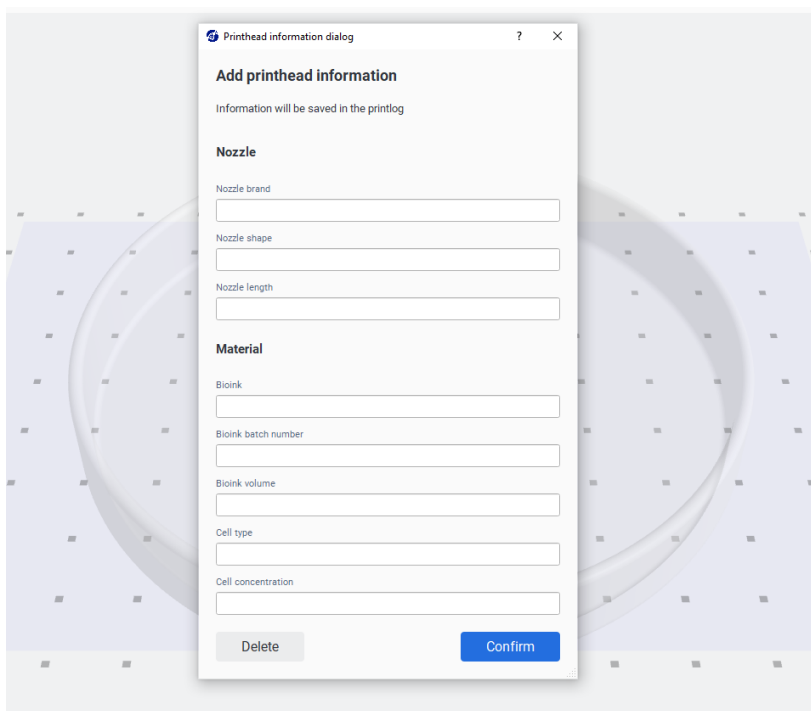 Printhead information dialog
?
Add printhead information
Information will be saved in the printlog
Nozzle
Nozzle brand
Nozzle shape
Nozzle length
Material
Bioink
Bioink batch number
Bioink volume
Cell type
Cell concentration
Delete
Confirm